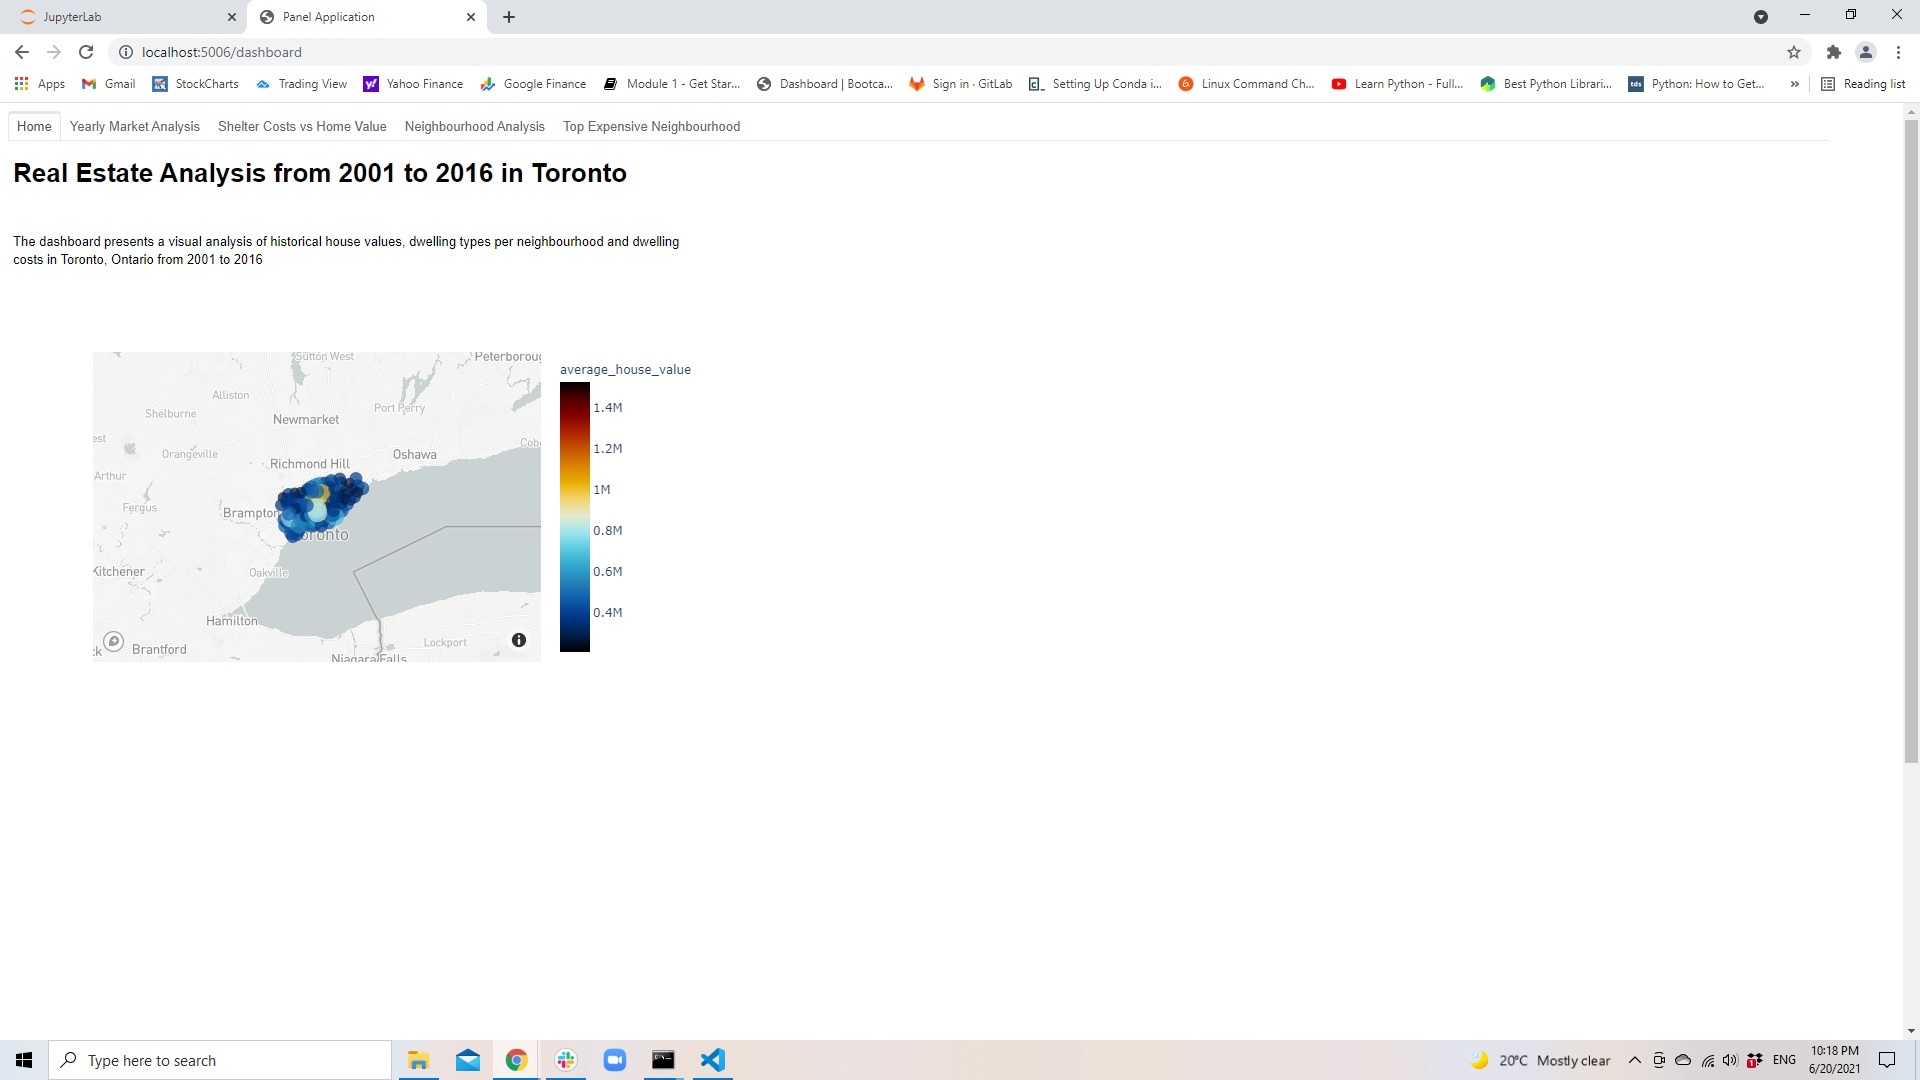 JupyterLab
Panel Application
localhost:5006/dashboard
Apps
Gmail
StockCharts
Trading View
Yahoo Finance
Google Finance
Module 1 - Get Star...
Dashboard | Bootca...
Sign in · GitLab
Setting Up Conda i...
Linux Command Ch...
Learn Python - Full...
Best Python Librari...
tds
Python: How to Get...
»
Reading list
Home
Yearly Market Analysis
Shelter Costs vs Home Value
Neighbourhood Analysis
Top Expensive Neighbourhood
Real Estate Analysis from 2001 to 2016 in Toronto
The dashboard presents a visual analysis of historical house values, dwelling types per neighbourhood and dwelling
costs in Toronto, Ontario from 2001 to 2016
Sutton West
Peterboroug
Alliston
Port Perry
Shelburne
Newmarket
est
Cobo
Orangeville
Oshawa
Richmond Hill
Arthur
Fergus
Brampton
oronto
Kitchener
Oakville
Hamilton
Lockport
k
Brantford
Niagara Falls
average_house_value
1.4M
1.2M
1M
0.8M
0.6M
0.4M
Type here to search
20°C Mostly clear
ENG
10:18 PM
6/20/2021